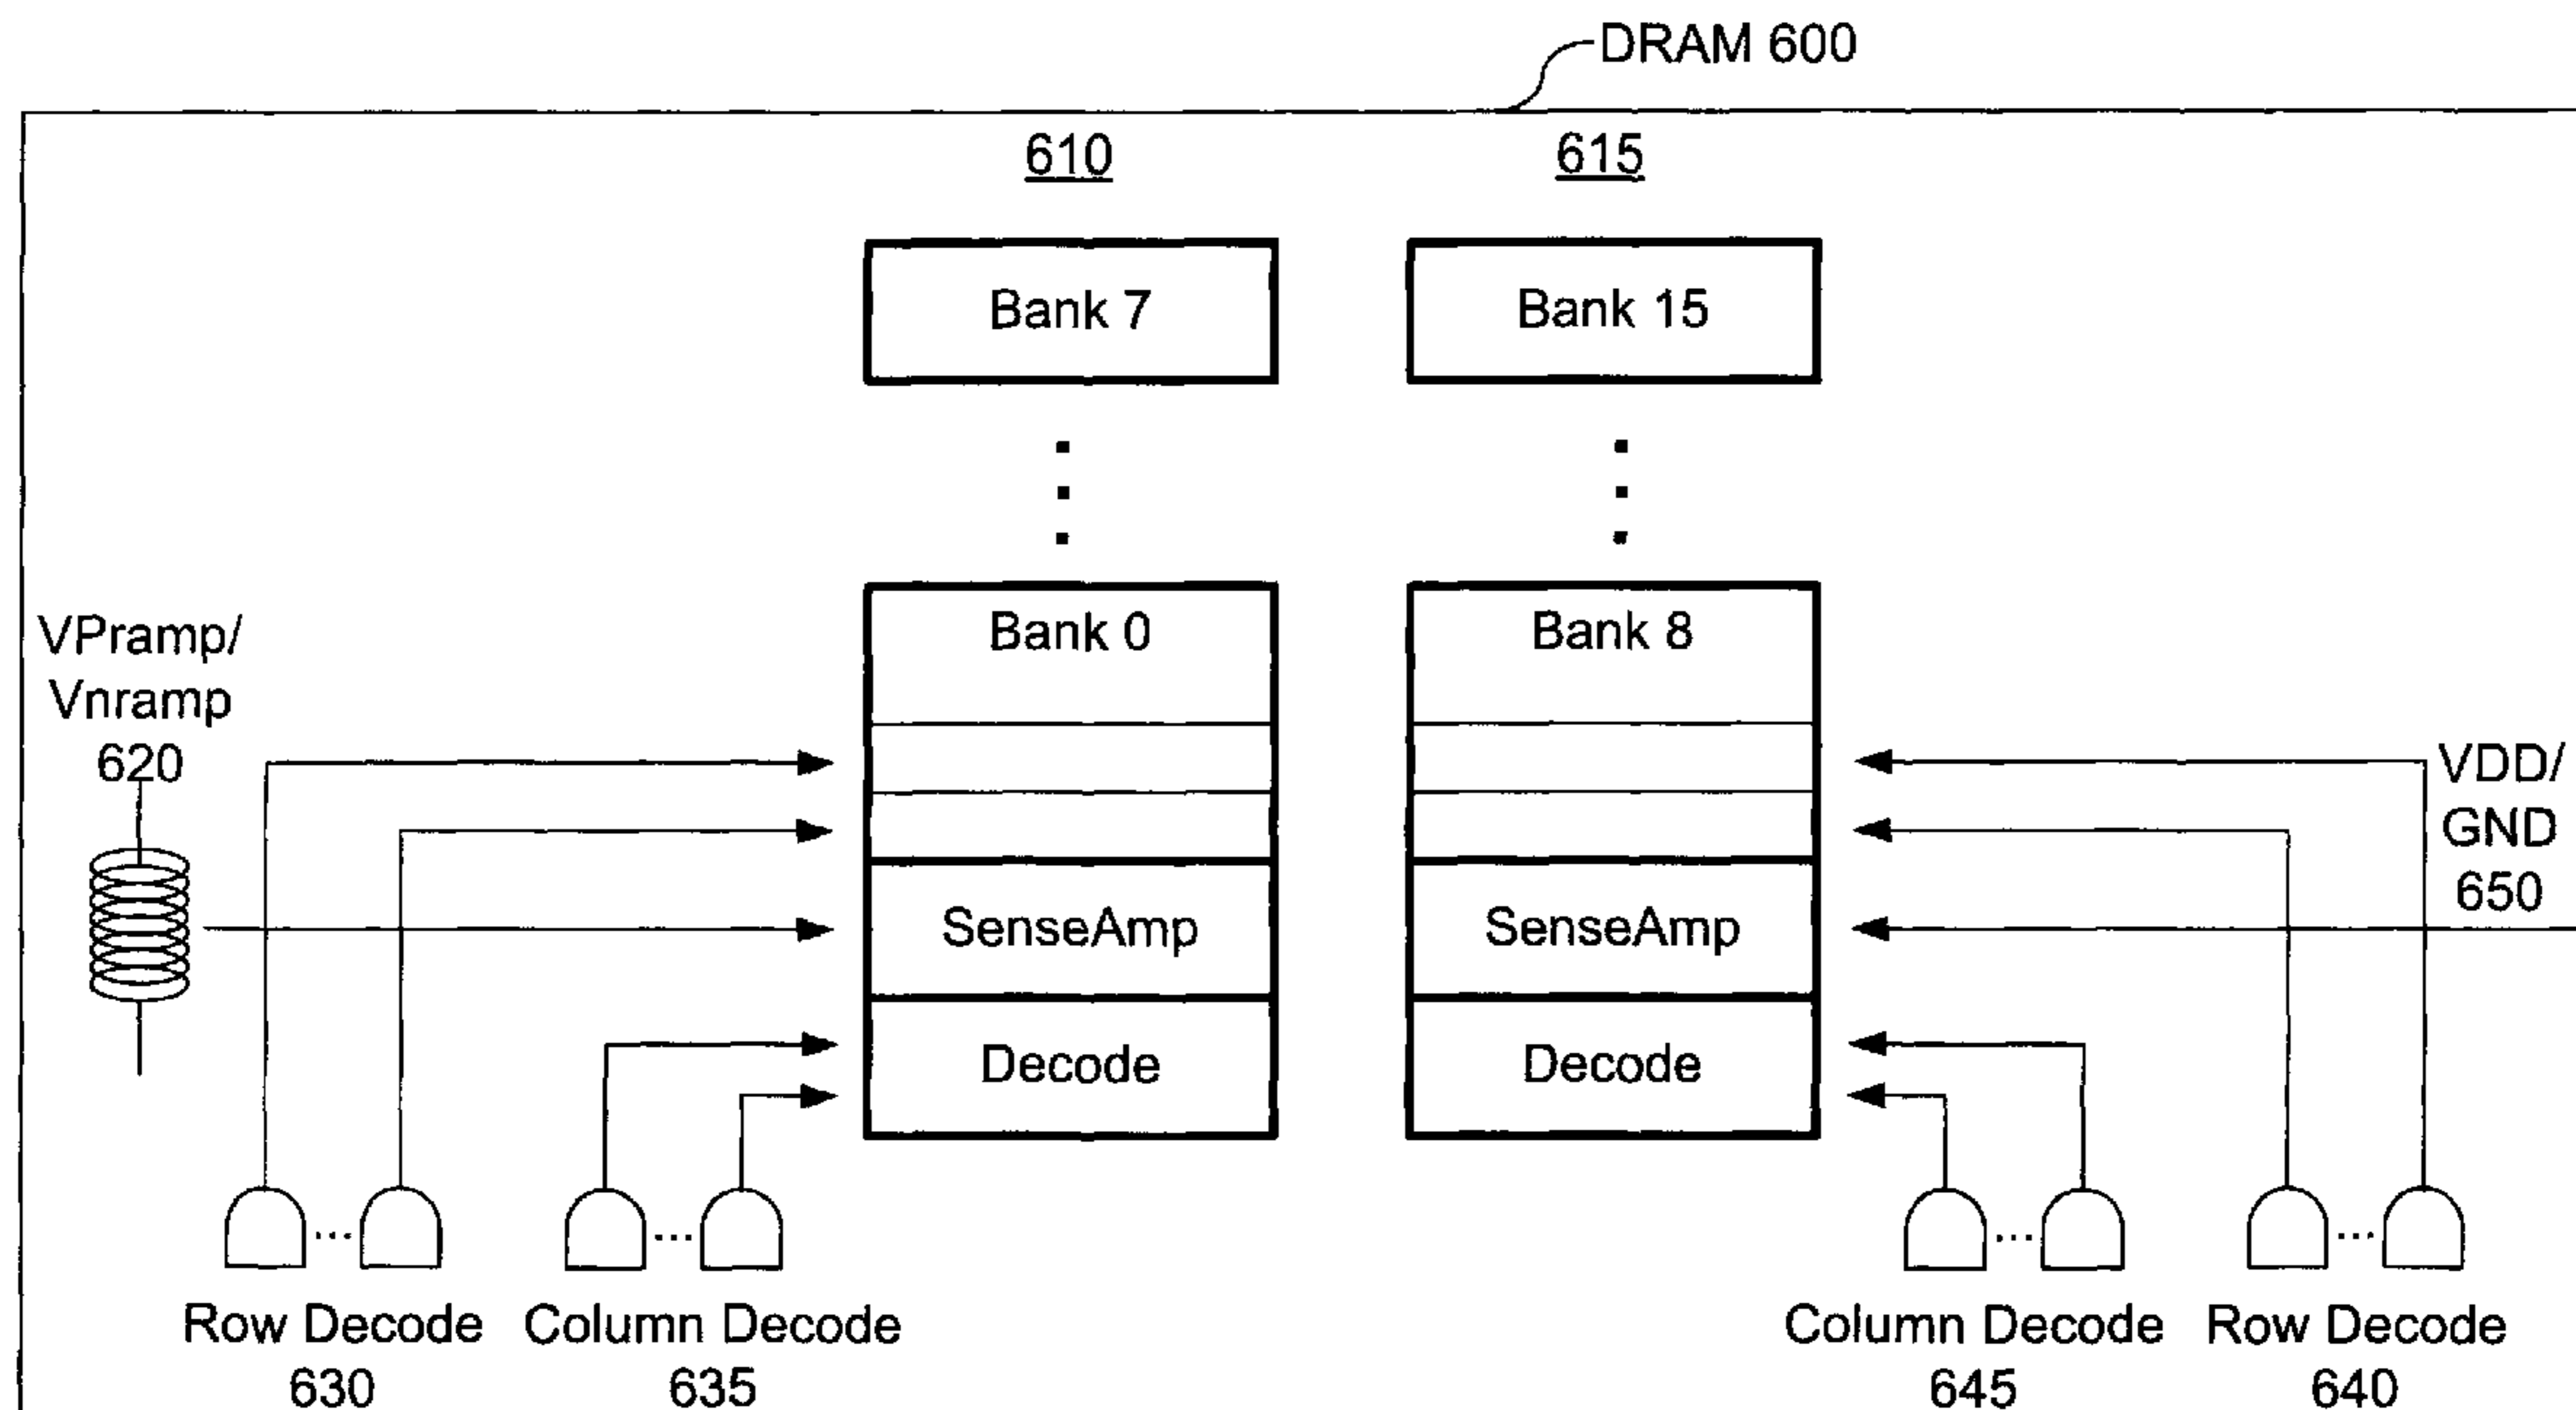 DRAM 600
610
615
Bank 7
Bank 15
Bank 0
Bank 8
VPramp/
Vnramp
620
VDD/
GND
650
SenseAmp
SenseAmp
Decode
Decode
Row Decode
630
Column Decode
635
Column Decode
645
Row Decode
640